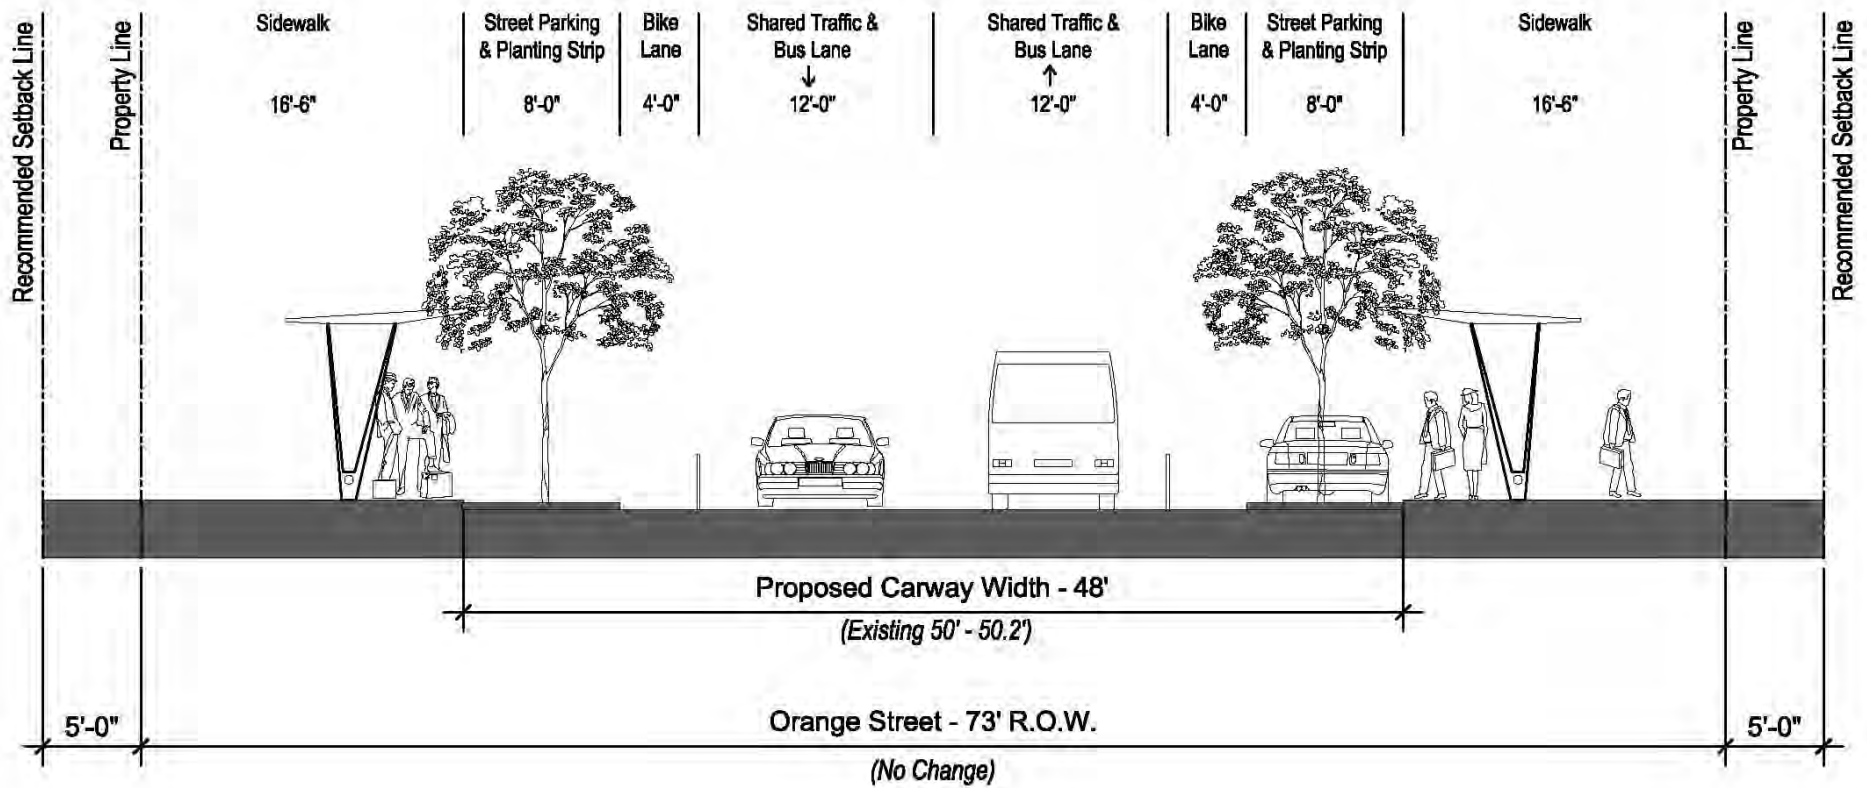 Recommended Setback Line
Property Line
Sidewalk
16'-6"
Street Parking
& Planting Strip
8'-0"
Bike
Lane
4'-0"
Shared Traffic &
Bus Lane
↓
12'-0"
Shared Traffic &
Bus Lane
↑
12'-0"
Bike
Lane
4'-0"
Street Parking
& Planting Strip
8'-0"
Sidewalk
16'-6"
Property Line
Recommended Setback Line
Proposed Carway Width - 48'
(Existing 50' - 50.2')
5'-0"
Orange Street - 73' R.O.W.
5'-0"
(No Change)